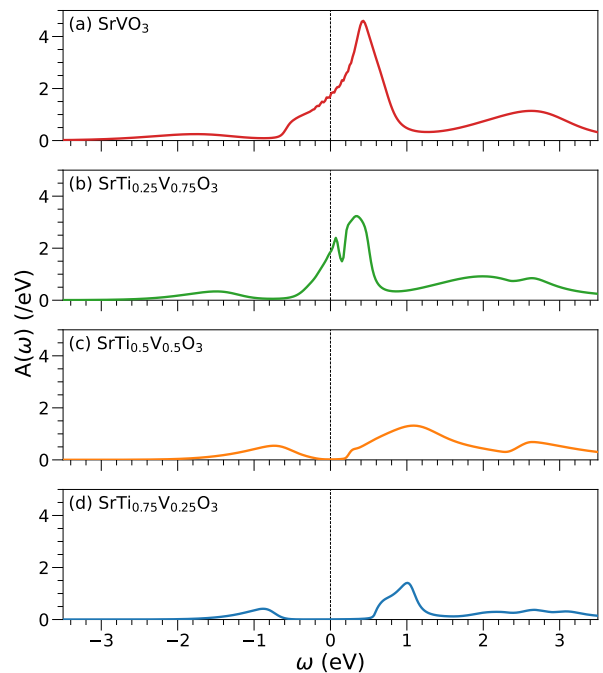 (a) SrVO₃
4
2
0
(b) SrTi₀.₂₅V₀.₇₅O₃
4
2
0
A(ω) (/eV)
(c) SrTi₀.₅V₀.₅O₃
4
2
0
(d) SrTi₀.₇₅V₀.₂₅O₃
4
2
0
−3 −2 −1 0 1 2 3
ω (eV)